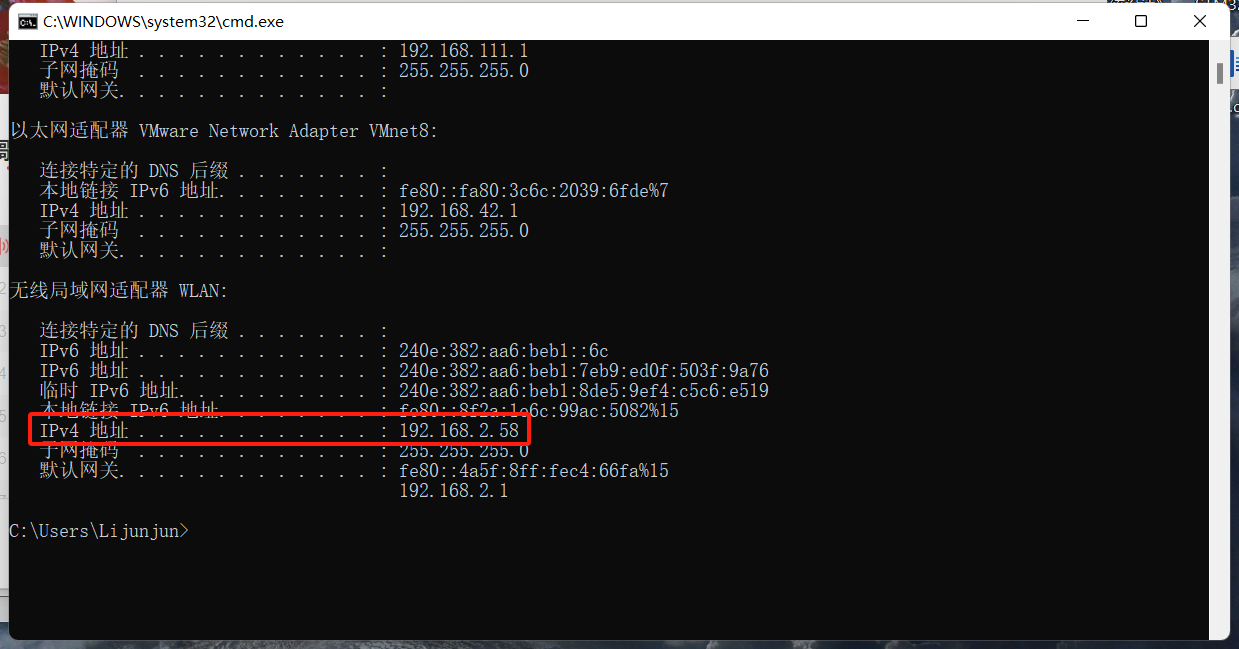 C:\WINDOWS\system32\cmd.exe
IPv4 地址 . . . . . . . . . . . . : 192.168.111.1
子网掩码 . . . . . . . . . . . . : 255.255.255.0
默认网关. . . . . . . . . . . . . :
以太网适配器 VMware Network Adapter VMnet8:
连接特定的 DNS 后缀 . . . . . . . :
本地链接 IPv6 地址. . . . . . . . : fe80::fa80:3c6c:2039:6fde%7
IPv4 地址 . . . . . . . . . . . . : 192.168.42.1
子网掩码 . . . . . . . . . . . . : 255.255.255.0
默认网关. . . . . . . . . . . . . :
无线局域网适配器 WLAN:
连接特定的 DNS 后缀 . . . . . . . :
IPv6 地址 . . . . . . . . . . . . : 240e:382:aa6:beb1::6c
IPv6 地址 . . . . . . . . . . . . : 240e:382:aa6:beb1:7eb9:ed0f:503f:9a76
临时 IPv6 地址. . . . . . . . . . : 240e:382:aa6:beb1:8de5:9ef4:c5c6:e519
本地链接 IPv6 地址. . . . . . . . : fe80::8f2a:1e6c:99ac:5082%15
IPv4 地址 . . . . . . . . . . . . : 192.168.2.58
子网掩码 . . . . . . . . . . . . : 255.255.255.0
默认网关. . . . . . . . . . . . . : fe80::4a5f:8ff:fec4:66fa%15
192.168.2.1
C:\Users\Lijunjun>